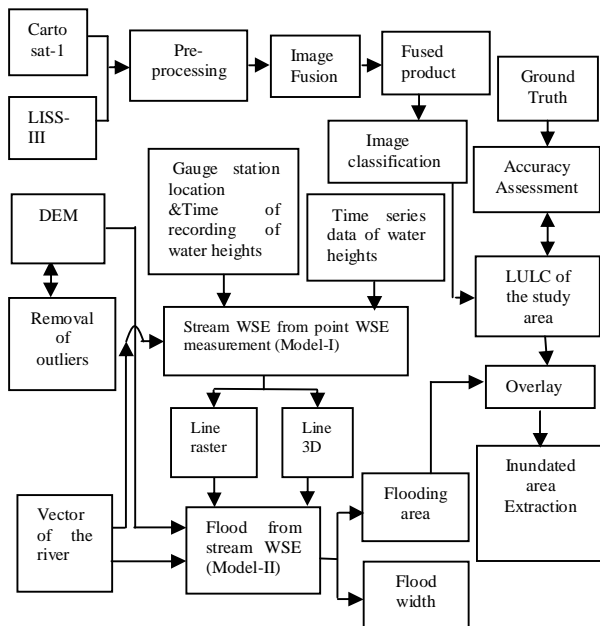 Carto
sat-1
LISS-
III
Pre-
processing
Image
Fusion
Fused
product
Ground
Truth
Image
classification
Accuracy
Assessment
Gauge station
location
&Time of
recording of
water heights
Time series
data of water
heights
DEM
Removal
of
outliers
LULC of
the study
area
Stream WSE from point WSE
measurement (Model-I)
Overlay
Line
raster
Line
3D
Inundated
area
Extraction
Vector
of the
river
Flood from
stream WSE
(Model-II)
Flooding
area
Flood
width